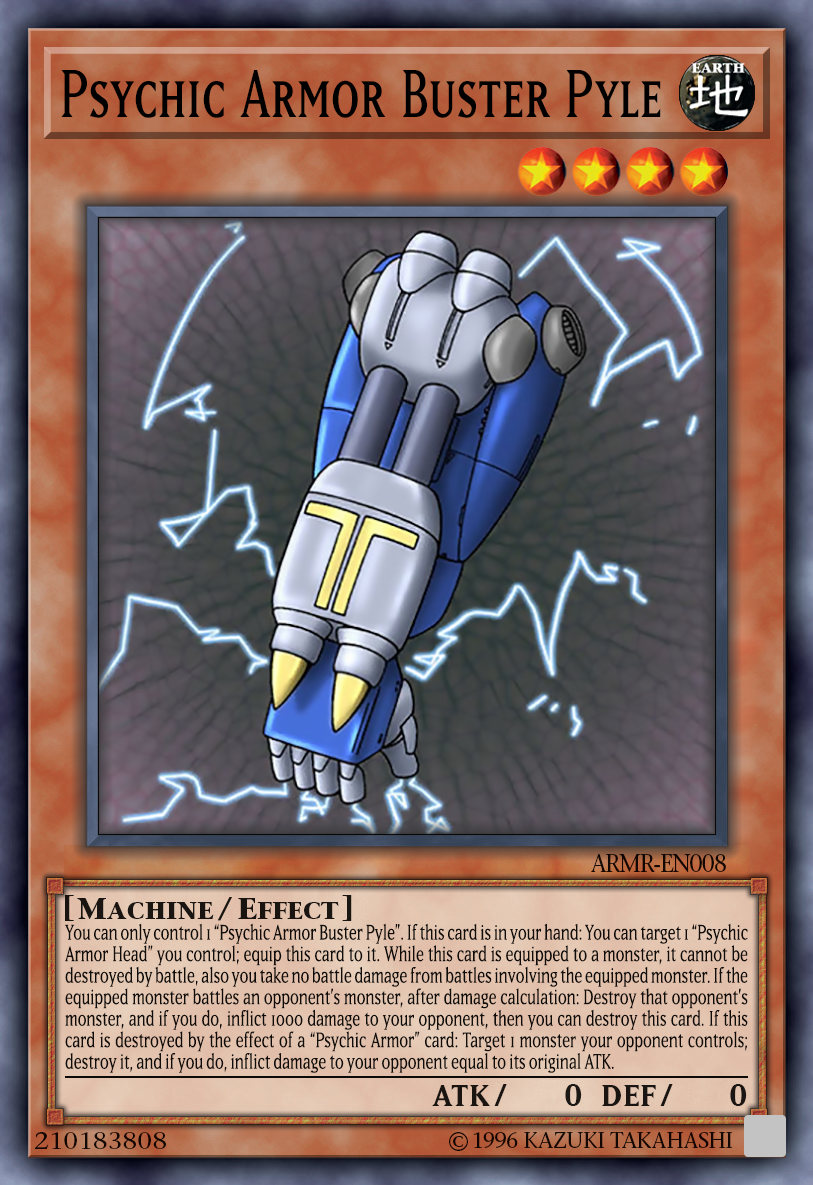 Psychic Armor Buster Pyle
EARTH
地
ARMR-EN008
[Machine/Effect]
You can only control 1 “Psychic Armor Buster Pyle”. If this card is in your hand: You can target 1 “Psychic
Armor Head” you control; equip this card to it. While this card is equipped to a monster, it cannot be
destroyed by battle, also you take no battle damage from battles involving the equipped monster. If the
equipped monster battles an opponent’s monster, after damage calculation: Destroy that opponent’s
monster, and if you do, inflict 1000 damage to your opponent, then you can destroy this card. If this
card is destroyed by the effect of a “Psychic Armor” card: Target 1 monster your opponent controls;
destroy it, and if you do, inflict damage to your opponent equal to its original ATK.
ATK/ 0 DEF/ 0
210183808 © 1996 KAZUKI TAKAHASHI